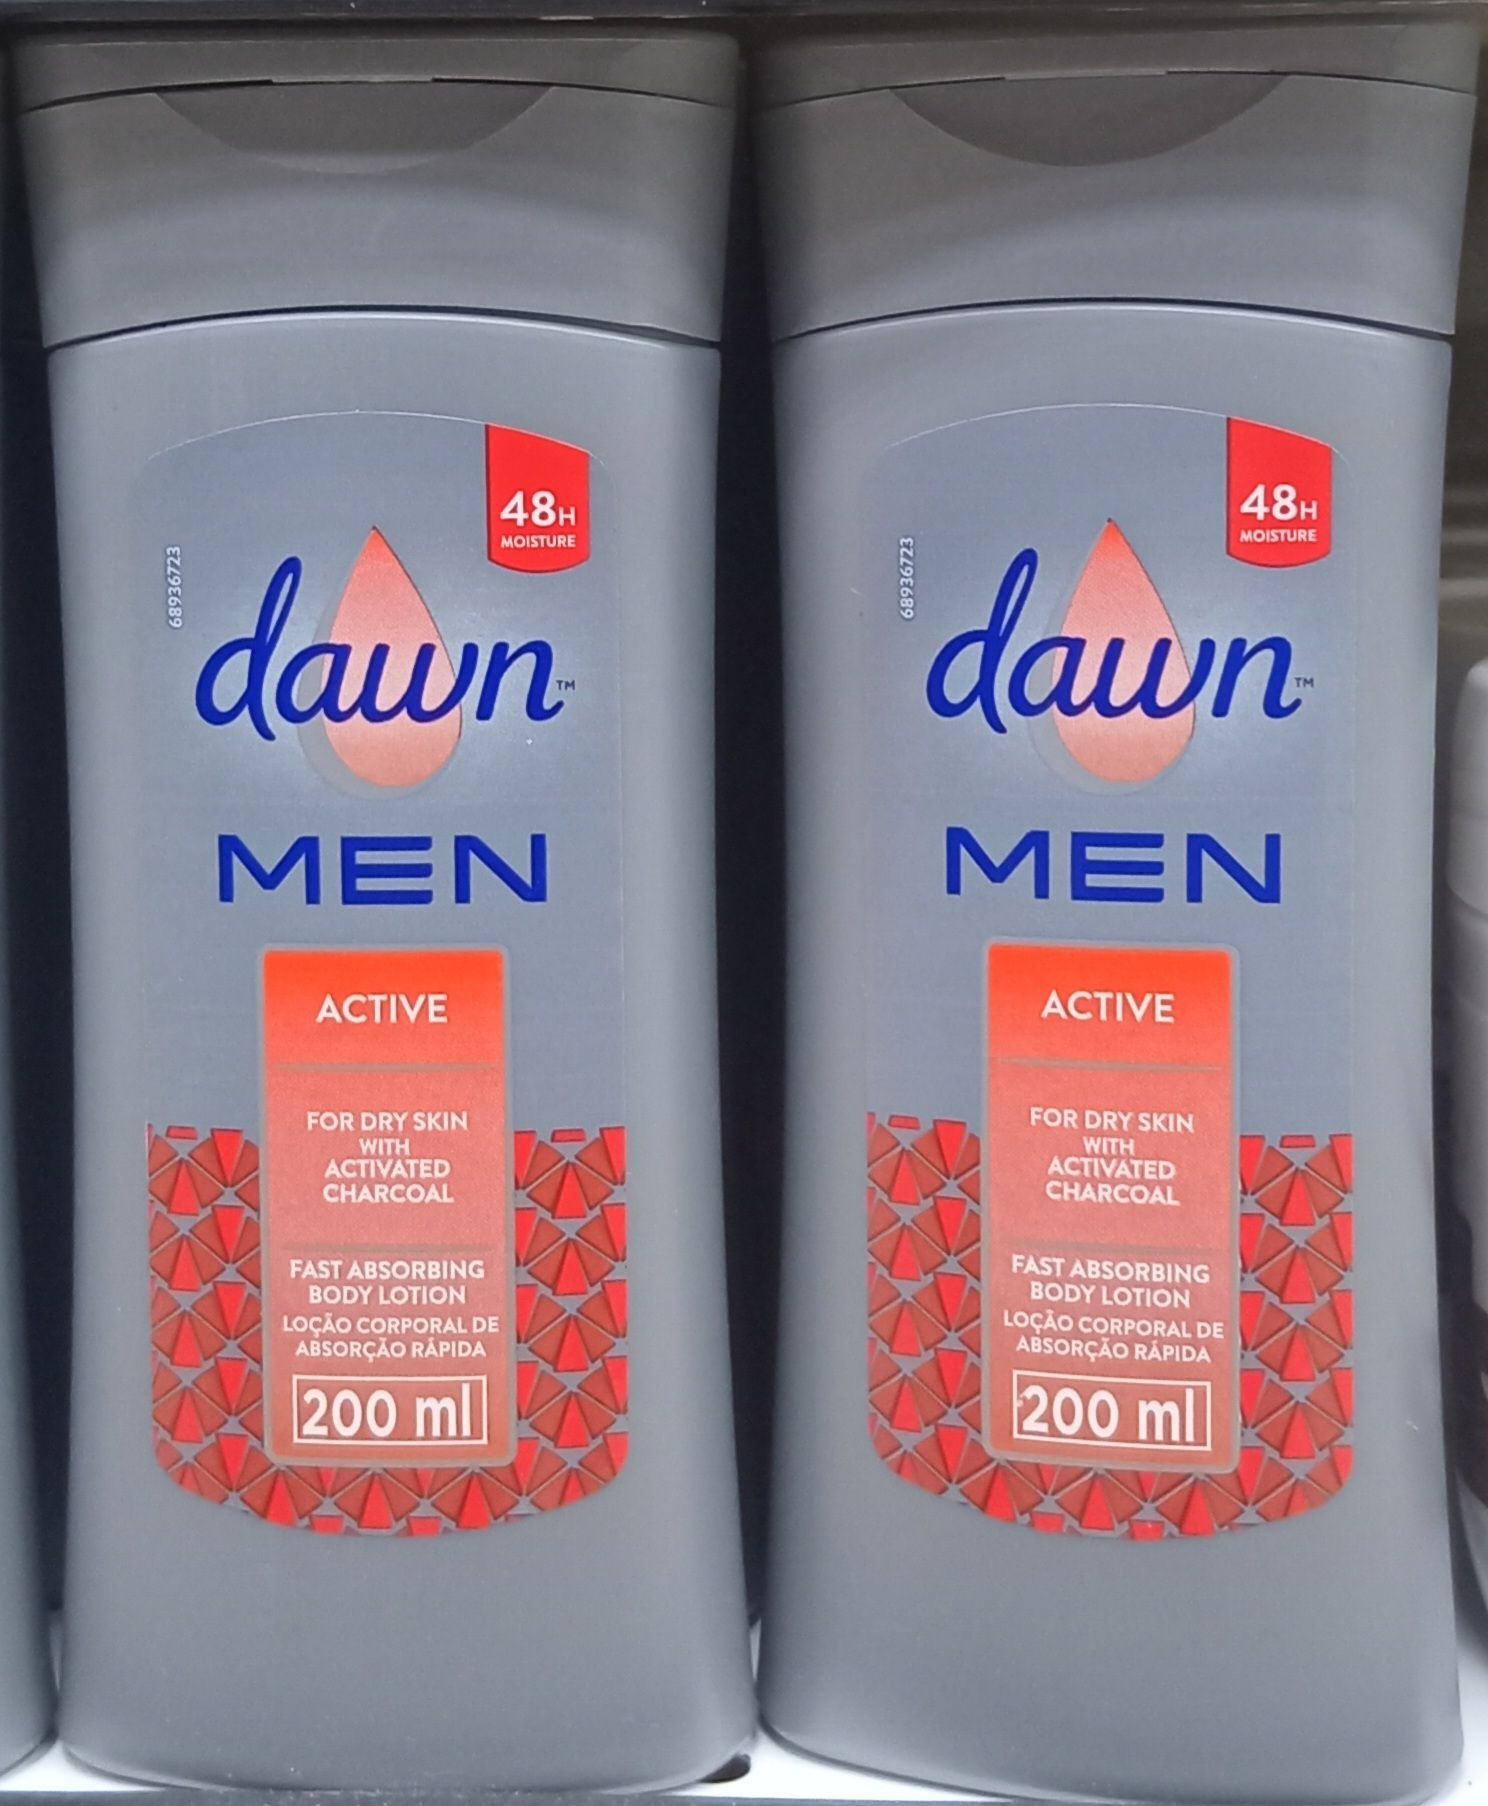 48H
MOISTURE
68936723
dawn™
MEN
ACTIVE
FOR DRY SKIN
WITH
ACTIVATED
CHARCOAL
FAST ABSORBING
BODY LOTION
LOÇÃO CORPORAL DE
ABSORÇÃO RÁPIDA
200 ml
48H
MOISTURE
68936723
dawn™
MEN
ACTIVE
FOR DRY SKIN
WITH
ACTIVATED
CHARCOAL
FAST ABSORBING
BODY LOTION
LOÇÃO CORPORAL DE
ABSORÇÃO RÁPIDA
200 ml